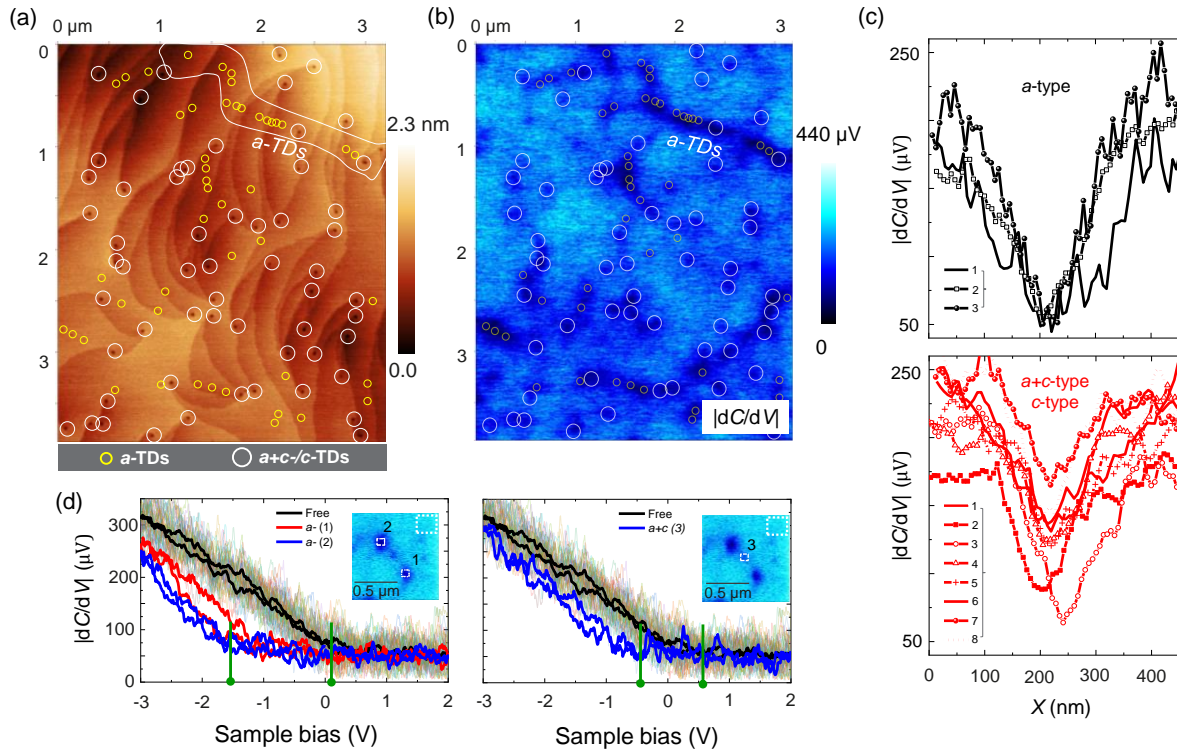 (a)
0 µm
1
2
3
0
1
2
3
a-TDs
2.3 nm
0.0
a-TDs
a+c-/c-TDs
(b)
0 µm
1
2
3
0
1
2
3
a-TDs
440 µV
0
|dC/dV|
(c)
250
a-type
|dC/dV| (µV)
1
2
3
50
250
a+c-type
c-type
|dC/dV| (µV)
1
2
3
4
5
6
7
8
50
0
100
200
300
400
X (nm)
(d)
300
200
100
0
|dC/dV| (µV)
Free
a- (1)
a- (2)
2
1
0.5 µm
-3
-2
-1
0
1
2
Sample bias (V)
Free
a+c (3)
3
0.5 µm
-3
-2
-1
0
1
2
Sample bias (V)